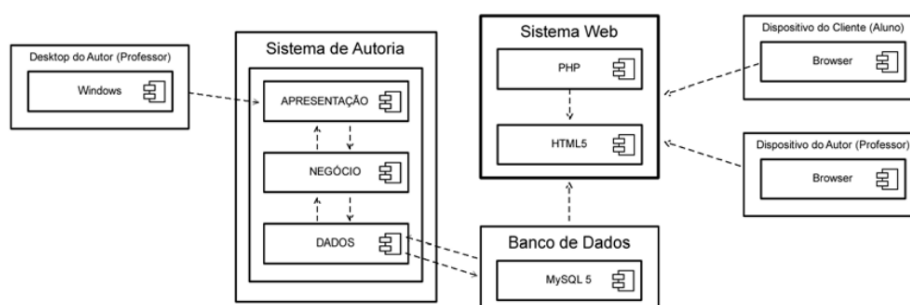 Desktop do Autor (Professor)
Windows
Sistema de Autoria
APRESENTAÇÃO
NEGÓCIO
DADOS
Sistema Web
PHP
HTML5
Banco de Dados
MySQL 5
Dispositivo do Cliente (Aluno)
Browser
Dispositivo do Autor (Professor)
Browser